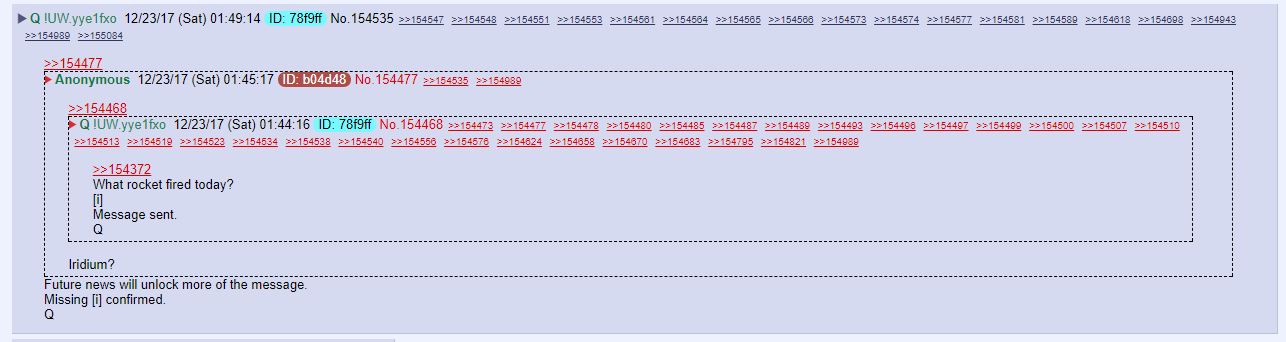 ▶ Q !UW.yye1fxo 12/23/17 (Sat) 01:49:14 ID: 78f9ff No.154535 >>154547 >>154548 >>154551 >>154553 >>154561 >>154564 >>154565 >>154566 >>154573 >>154574 >>154577 >>154581 >>154589 >>154618 >>154698 >>154943
>>154989 >>155084
>>154477
▶ Anonymous 12/23/17 (Sat) 01:45:17 ID: b04d48 No.154477 >>154535 >>154989
>>154468
▶ Q !UW.yye1fxo 12/23/17 (Sat) 01:44:16 ID: 78f9ff No.154468 >>154473 >>154477 >>154478 >>154480 >>154485 >>154487 >>154489 >>154493 >>154496 >>154497 >>154499 >>154500 >>154507 >>154510
>>154513 >>154519 >>154523 >>154534 >>154538 >>154540 >>154556 >>154576 >>154624 >>154658 >>154670 >>154683 >>154795 >>154821 >>154989
>>154372
What rocket fired today?
[i]
Message sent.
Q
Iridium?
Future news will unlock more of the message.
Missing [i] confirmed.
Q